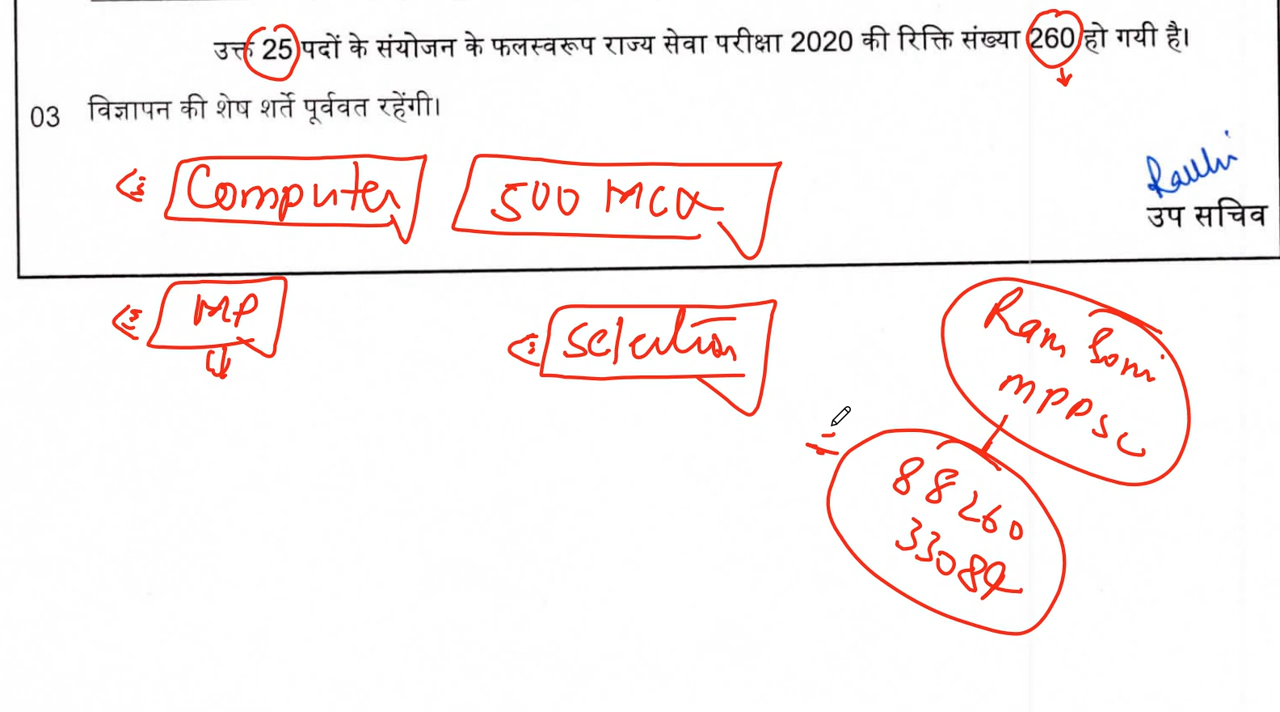 उक्त 25 पदों के संयोजन के फलस्वरूप राज्य सेवा परीक्षा 2020 की रिक्ति संख्या 260 हो गयी है।
03 विज्ञापन की शेष शर्ते पूर्ववत रहेंगी।
Computer 500 MCQ
उप सचिव
MP
Selection
Ram Soni
MPPSC
88260